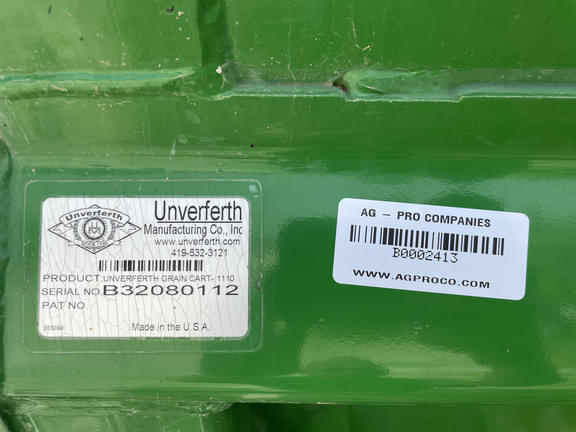 Unverferth
Unverferth
Manufacturing Co., Inc
www.unverferth.com
419-532-3121
PRODUCT: UNVERFERTH GRAIN CART- 1110
SERIAL NO. B32080112
PAT NO.
Made in the U.S.A.
AG - PRO COMPANIES
B0002413
WWW.AGPROCO.COM